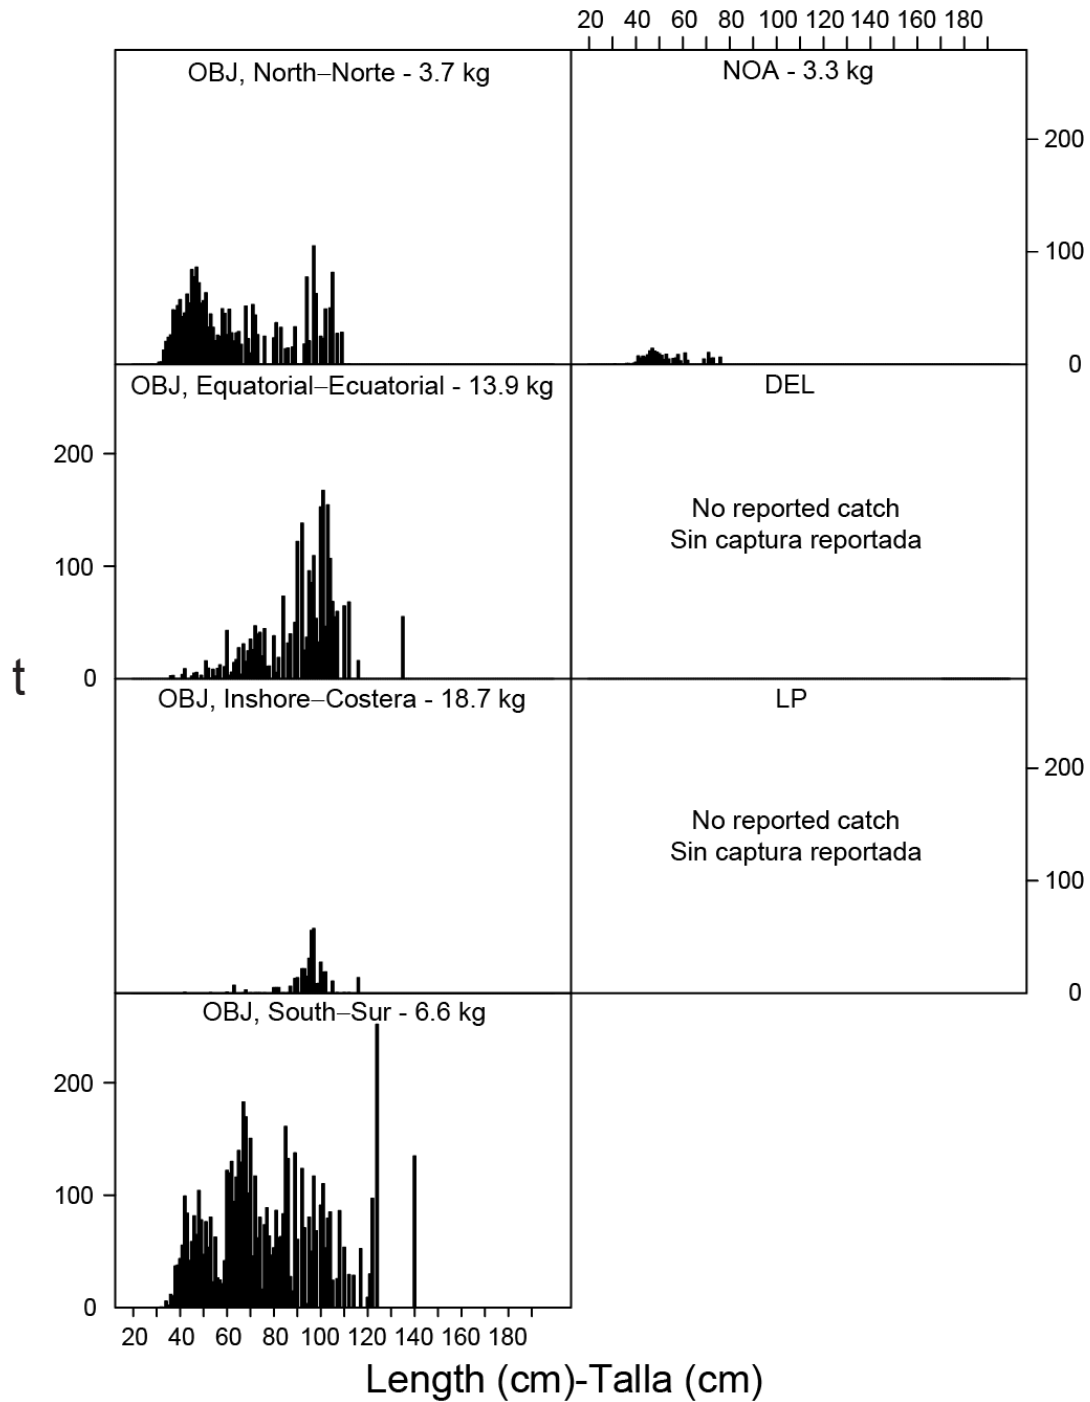 20 40 60 80 100 120 140 160 180
OBJ, North–Norte - 3.7 kg
NOA - 3.3 kg
200
100
0
OBJ, Equatorial–Ecuatorial - 13.9 kg
DEL
200
100
0
No reported catch
Sin captura reportada
t
OBJ, Inshore–Costera - 18.7 kg
LP
200
100
0
No reported catch
Sin captura reportada
OBJ, South–Sur - 6.6 kg
200
100
0
20 40 60 80 100 120 140 160 180
Length (cm)-Talla (cm)